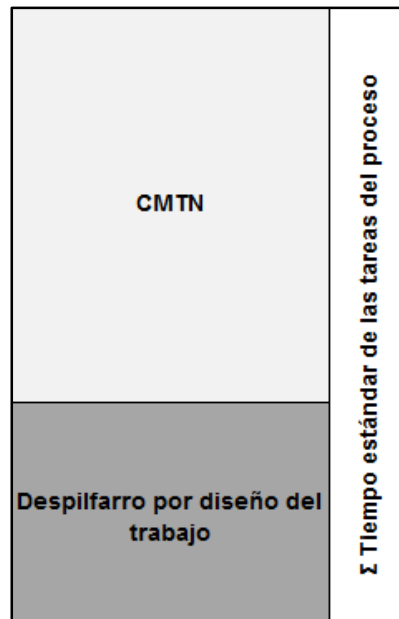 CMTN
Despilfarro por diseño del
trabajo
Σ TIempo estándar de las tareas del proceso